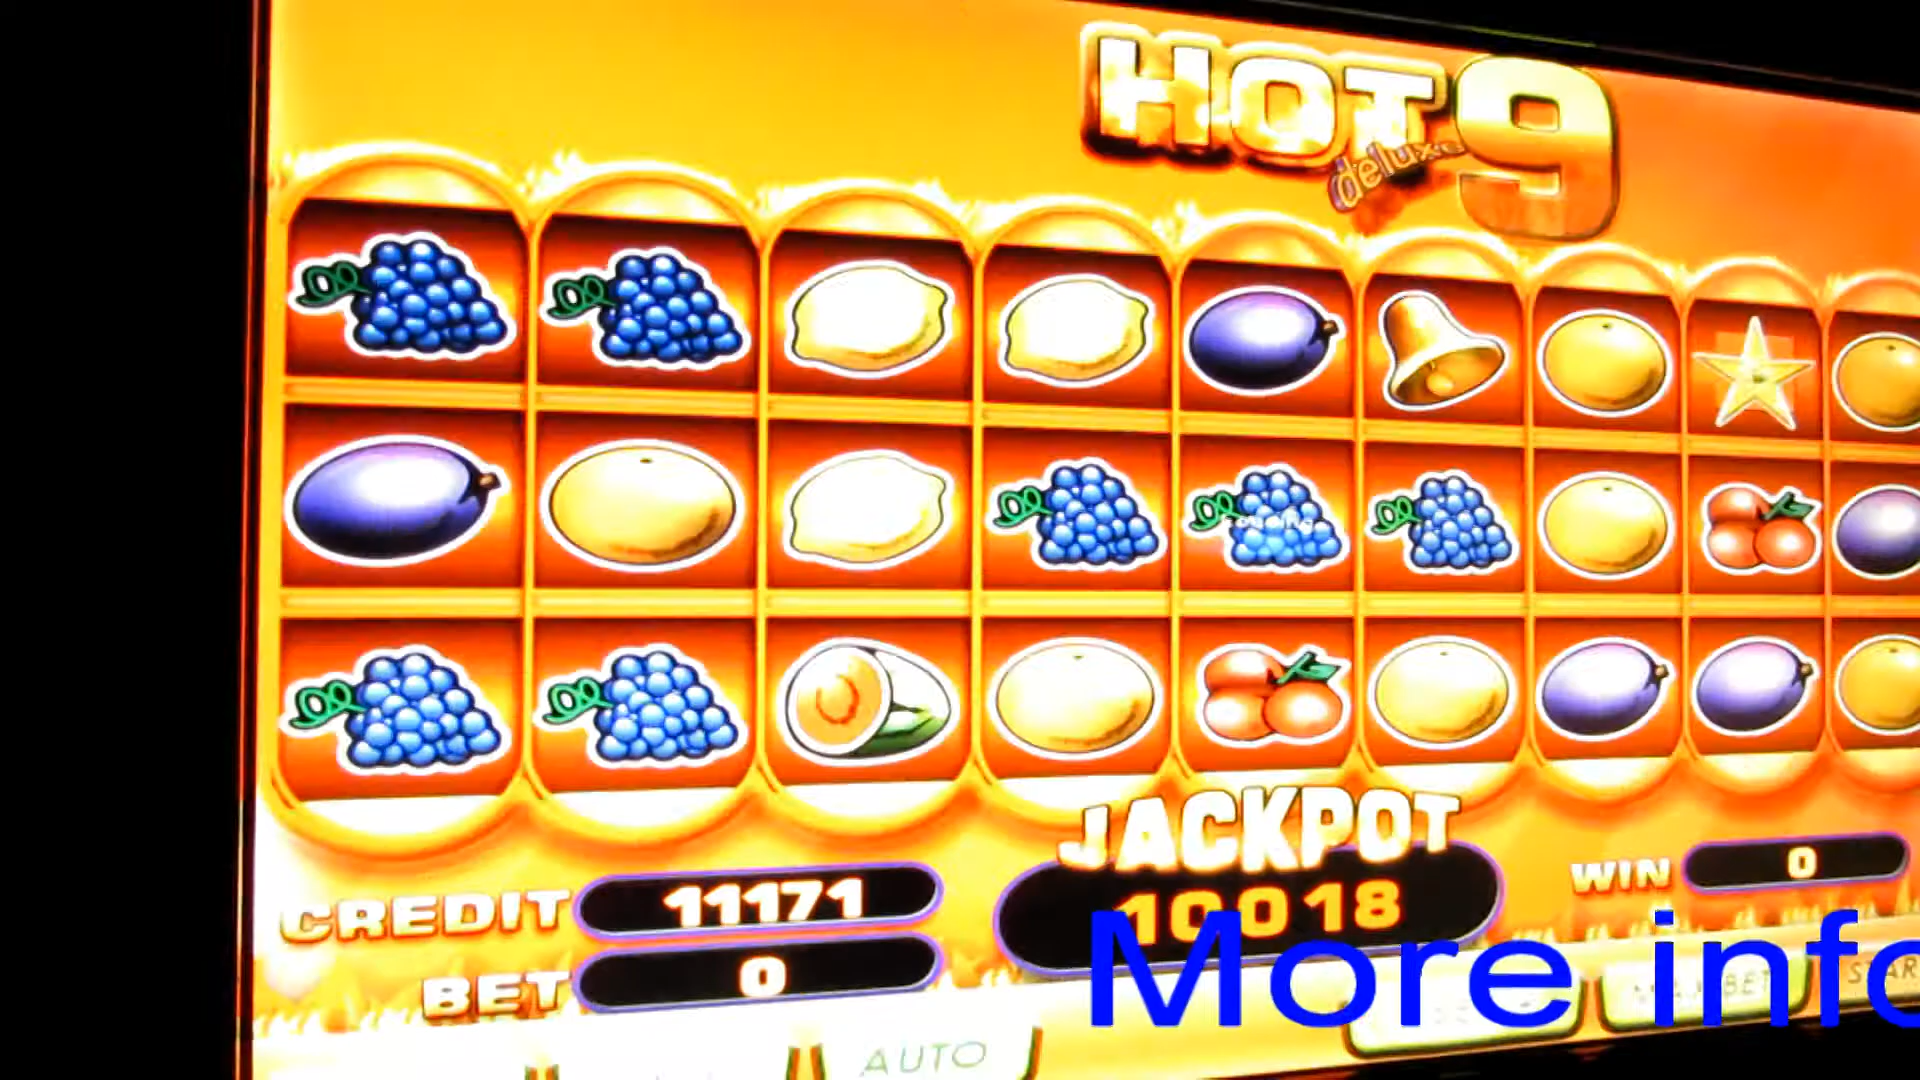 HOT 9
deluxe
JACKPOT
CREDIT 11171
10018
WIN 0
BET 0
More info
AUTO